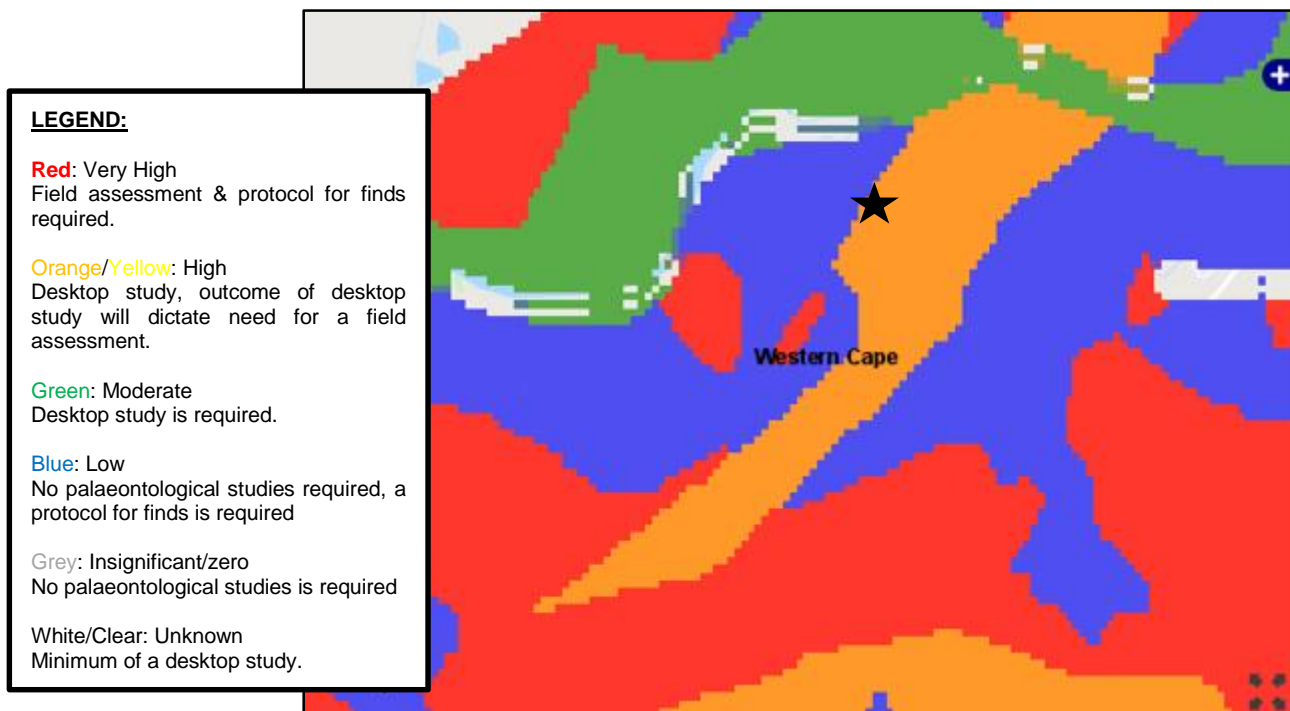 LEGEND:
Red: Very High
Field assessment & protocol for finds
required.
Orange/Yellow: High
Desktop study, outcome of desktop
study will dictate need for a field
assessment.
Green: Moderate
Desktop study is required.
Blue: Low
No palaeontological studies required, a
protocol for finds is required
Grey: Insignificant/zero
No palaeontological studies is required
White/Clear: Unknown
Minimum of a desktop study.
Western Cape